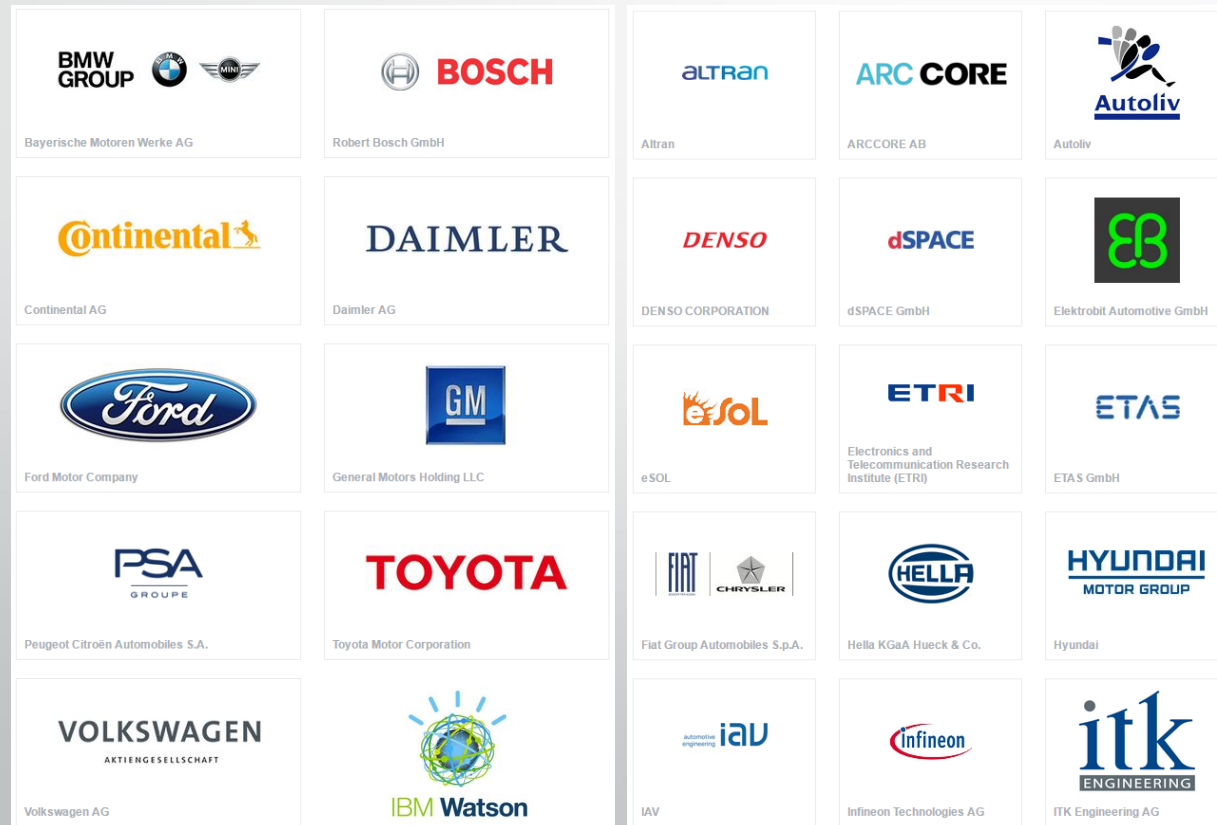 BMW
GROUP
BMW
MINI
Bayerische Motoren Werke AG
BOSCH
Robert Bosch GmbH
Continental
Continental AG
DAIMLER
Daimler AG
Ford
Ford Motor Company
GM
General Motors Holding LLC
PSA
GROUPE
Peugeot Citroën Automobiles S.A.
TOYOTA
Toyota Motor Corporation
VOLKSWAGEN
AKTIENGESELLSCHAFT
Volkswagen AG
IBM Watson
altran
Altran
ARC CORE
ARCCORE AB
Autoliv
Autoliv
DENSO
DENSO CORPORATION
dSPACE
dSPACE GmbH
EB
Elektrobit Automotive GmbH
eSOL
eSOL
ETRI
Electronics and
Telecommunication Research
Institute (ETRI)
ETAS
ETAS GmbH
FIAT
CHRYSLER
Fiat Group Automobiles S.p.A.
HELLA
Hella KGaA Hueck & Co.
HYUNDAI
MOTOR GROUP
Hyundai
automotive
engineering
iav
IAV
infineon
Infineon Technologies AG
itk
ENGINEERING
ITK Engineering AG